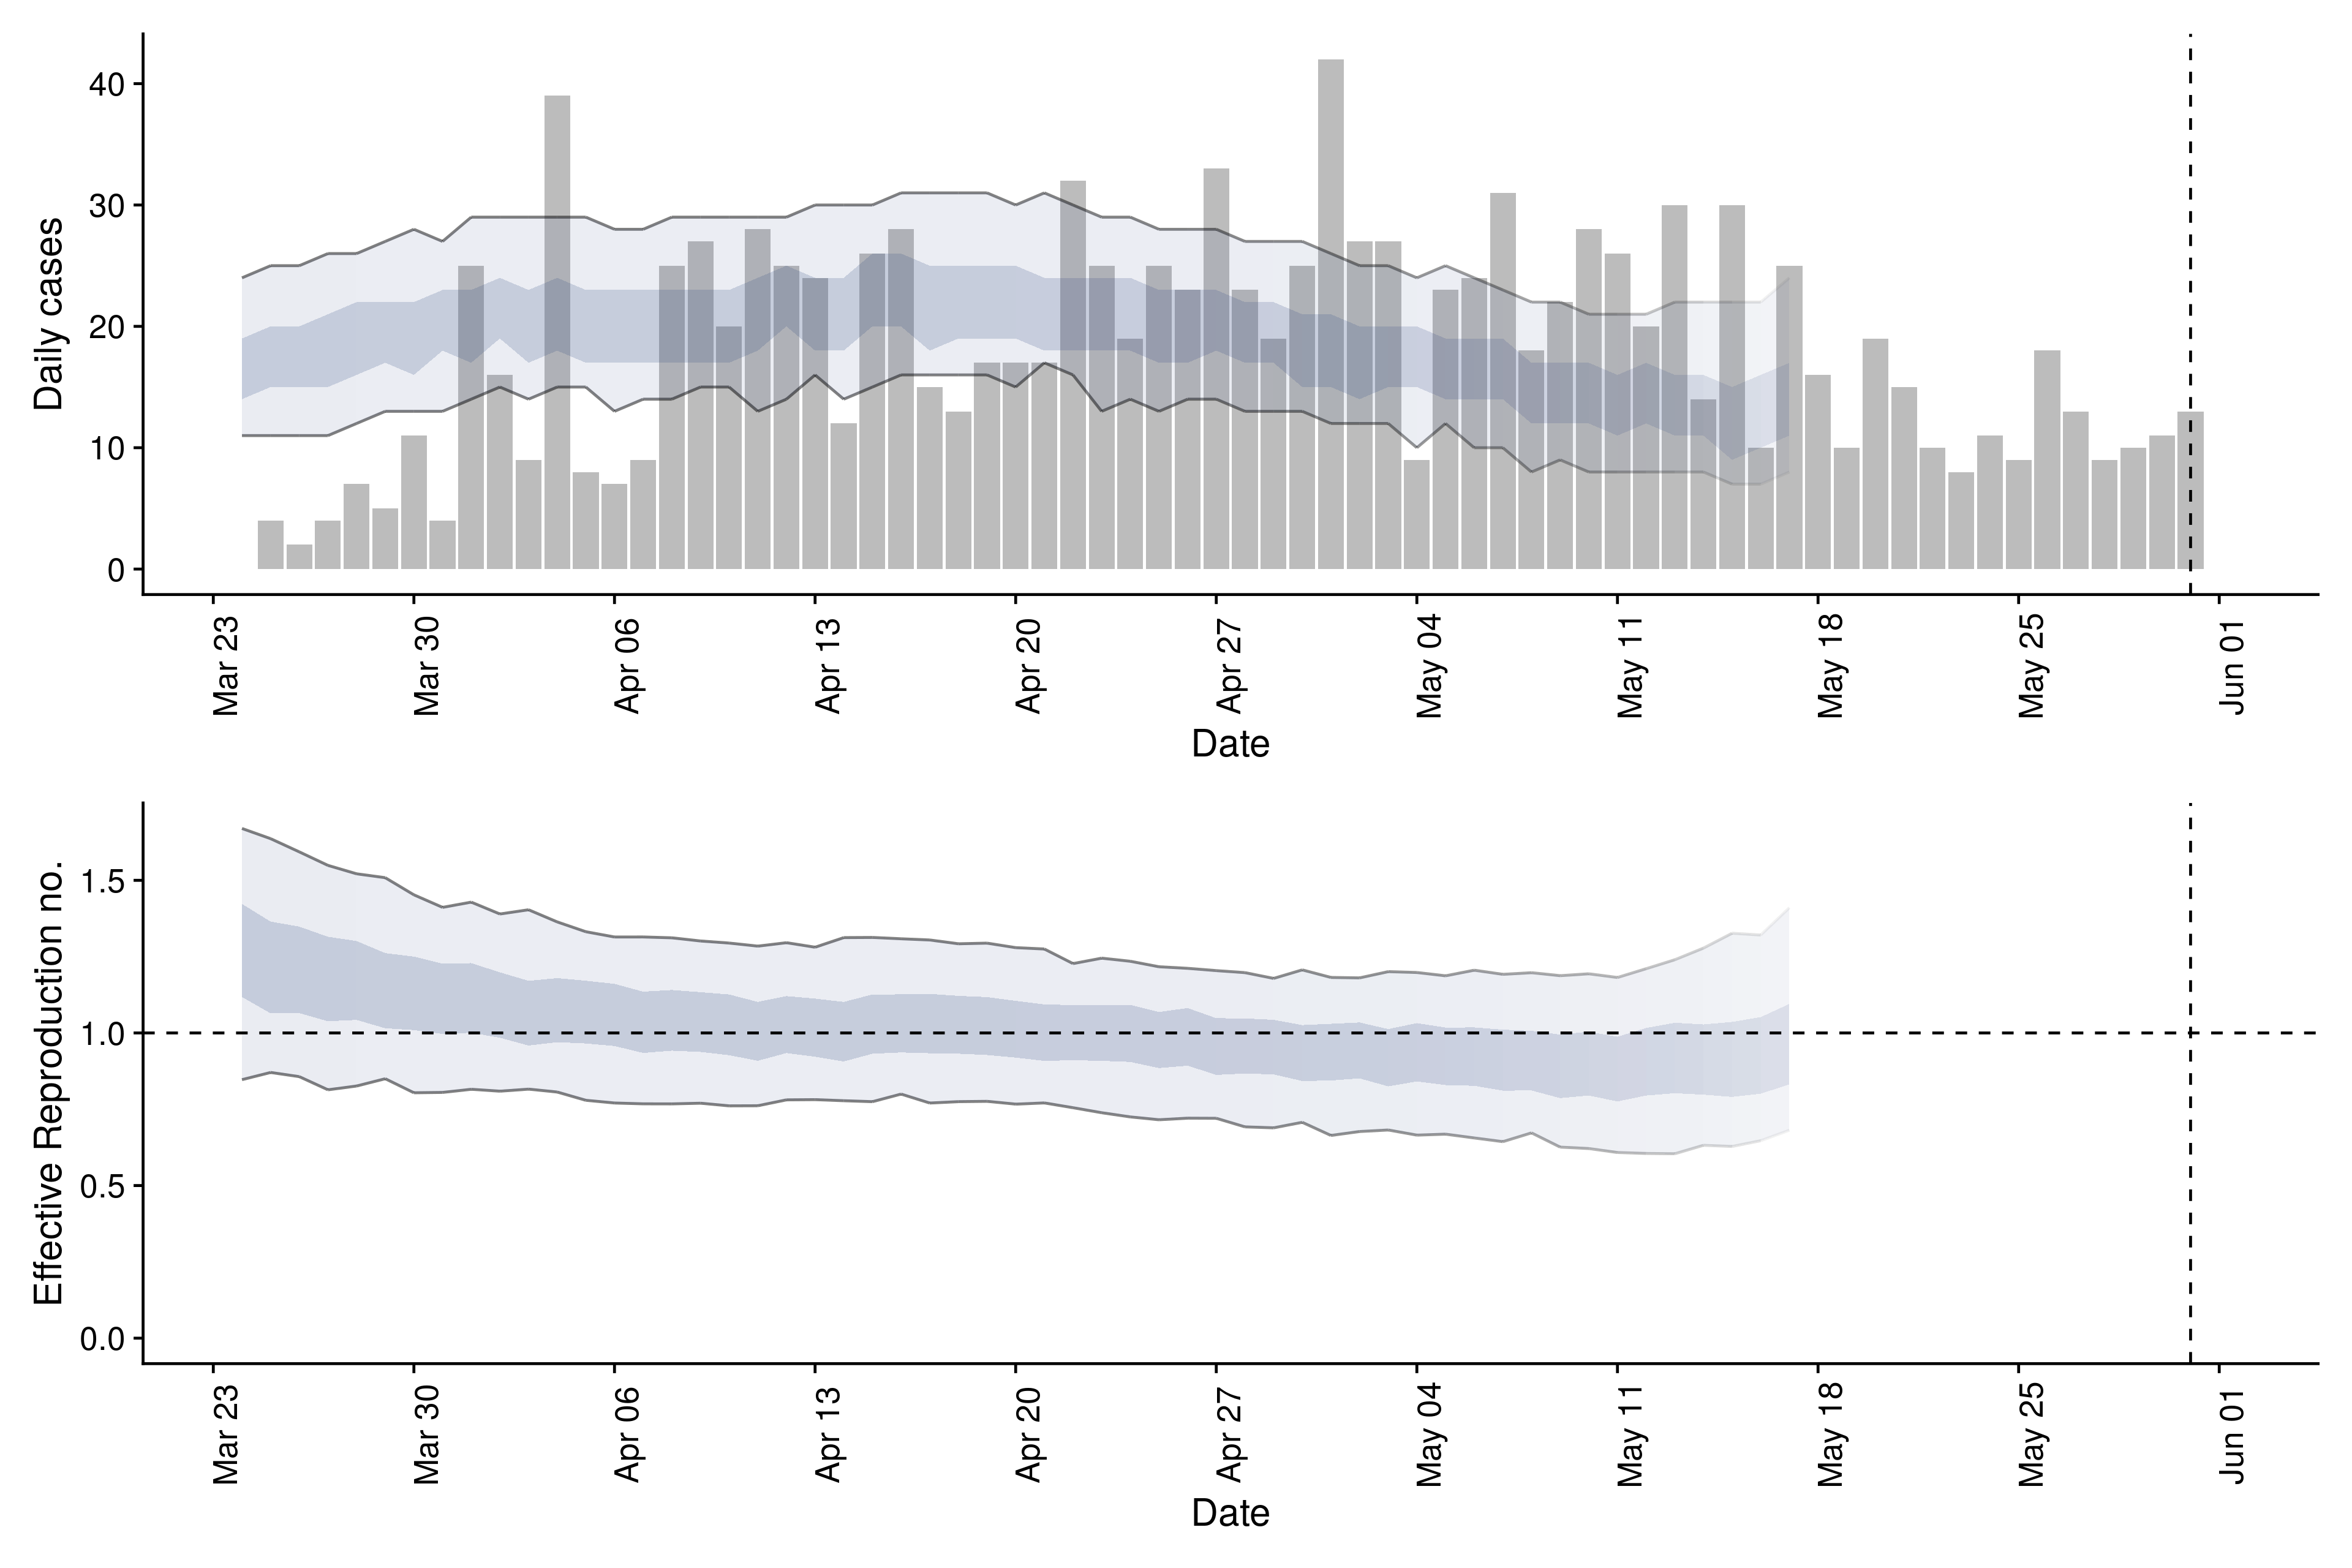 Daily cases
40
30
20
10
0
Mar 23
Mar 30
Apr 06
Apr 13
Apr 20
Apr 27
May 04
May 11
May 18
May 25
Jun 01
Date
Effective Reproduction no.
1.5
1.0
0.5
0.0
Mar 23
Mar 30
Apr 06
Apr 13
Apr 20
Apr 27
May 04
May 11
May 18
May 25
Jun 01
Date